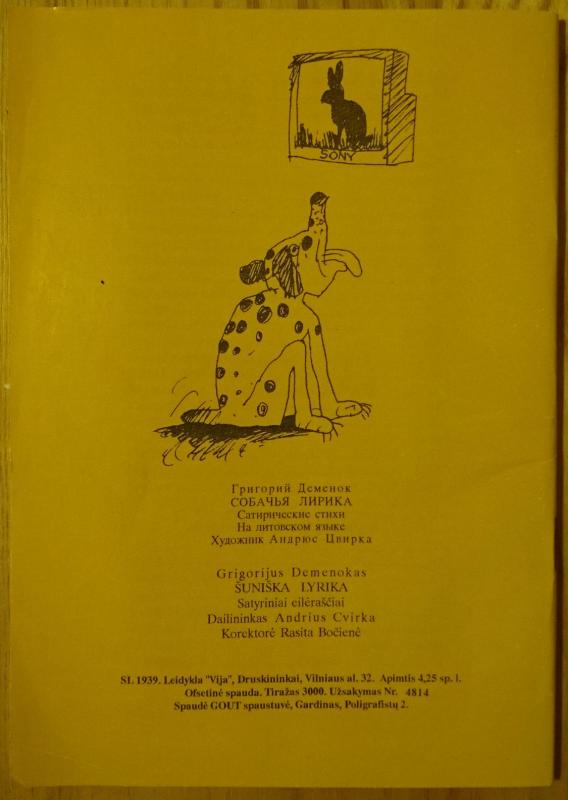 SONY
Григорий Деменок
СОБАЧЬЯ ЛИРИКА
Сатирические стихи
На литовском языке
Художник Андрюс Цвирка
Grigorijus Demenokas
ŠUNIŠKA LYRIKA
Satyriniai eilėraščiai
Dailininkas Andrius Cvirka
Korektorė Rasita Bočienė
SL 1939. Leidykla "Vija", Druskininkai, Vilniaus al. 32. Apimtis 4,25 sp. l.
Ofsetinė spauda. Tiražas 3000. Užsakymas Nr. 4814
Spaudė GOUT spaustuvė, Gardinas, Poligrafistų 2.